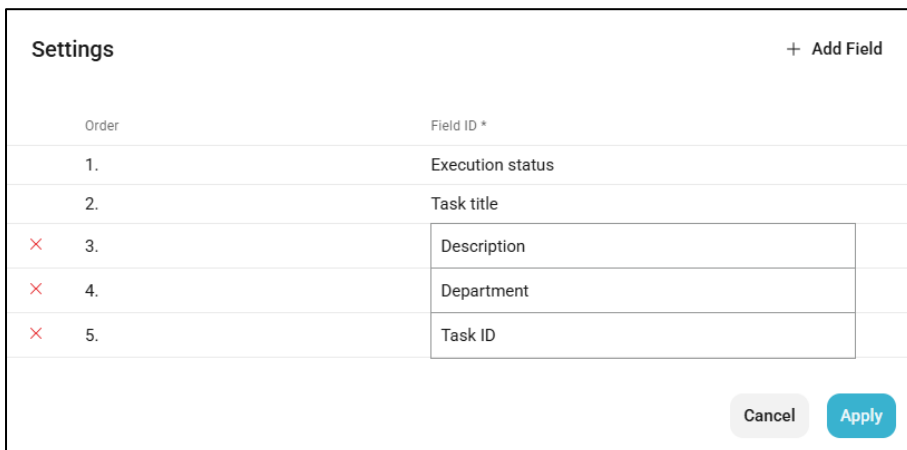 Settings
+ Add Field
Order Field ID *
1. Execution status
2. Task title
3. Description
4. Department
5. Task ID
Cancel Apply